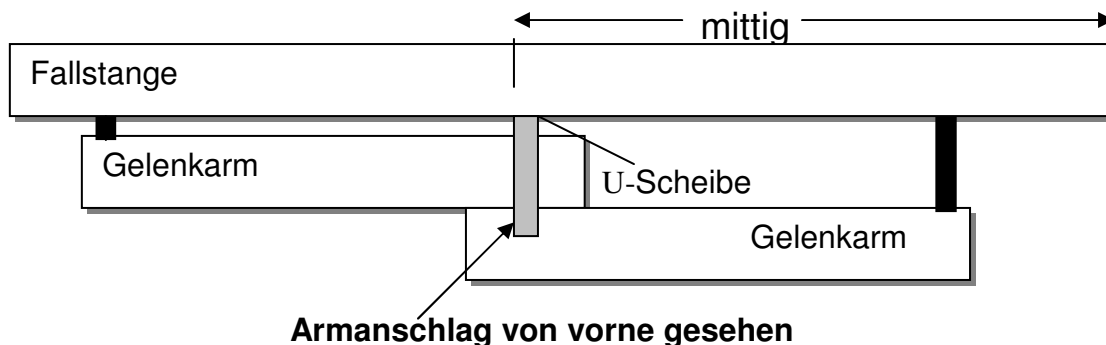 mittig
Fallstange
Gelenkarm
U-Scheibe
Gelenkarm
Armanschlag von vorne gesehen